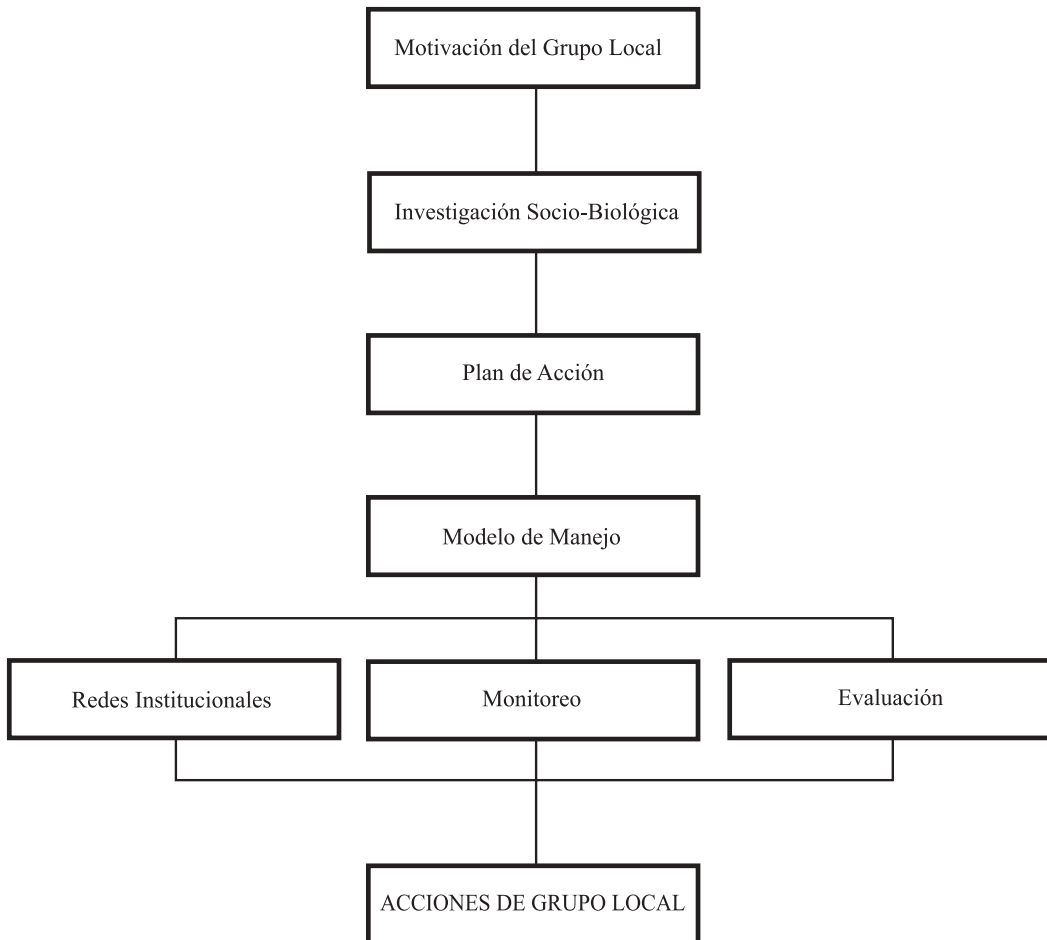 Motivación del Grupo Local
Investigación Socio-Biológica
Plan de Acción
Modelo de Manejo
Redes Institucionales
Monitoreo
Evaluación
ACCIONES DE GRUPO LOCAL